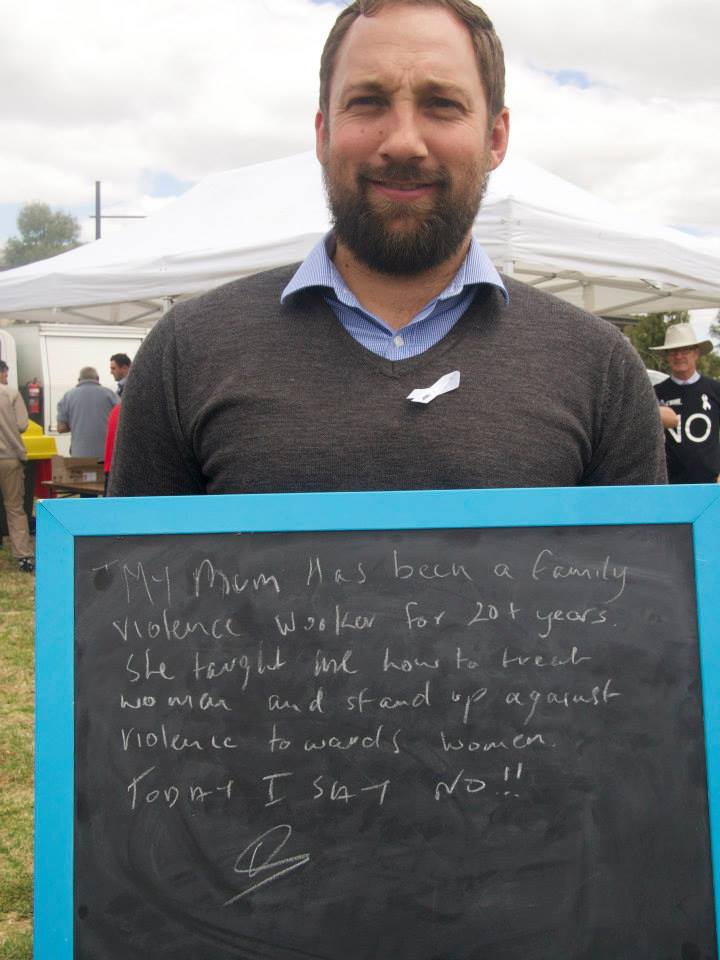 "My Mum Has been a family
violence worker for 20+ years.
She taught me how to treat
woman and stand up against
violence towards women.
TODAY I SAY NO!!
NO